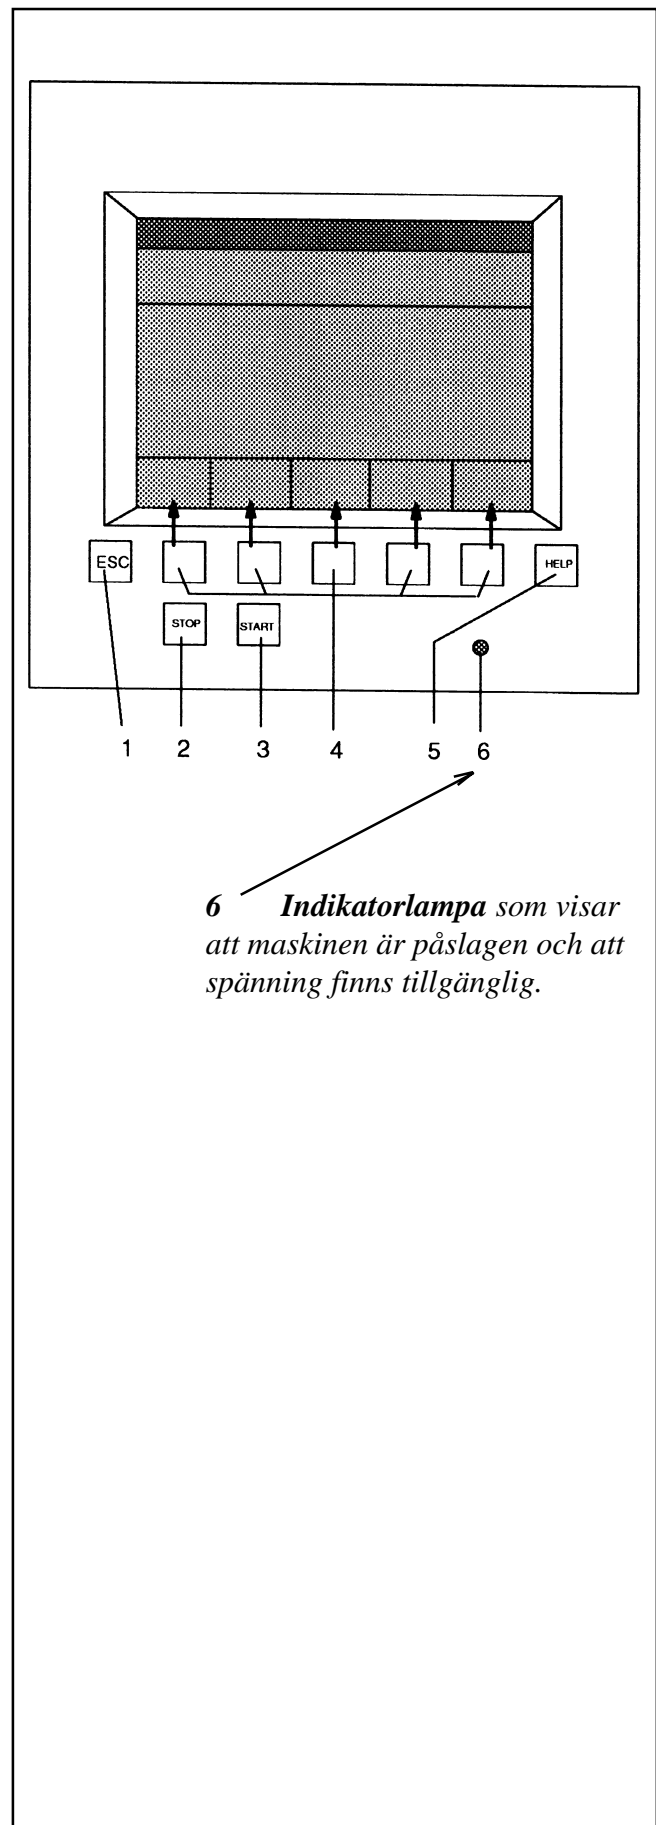 ESC
HELP
STOP START
1 2 3 4 5 6
6 Indikatorlampa som visar
att maskinen är påslagen och att
spänning finns tillgänglig.